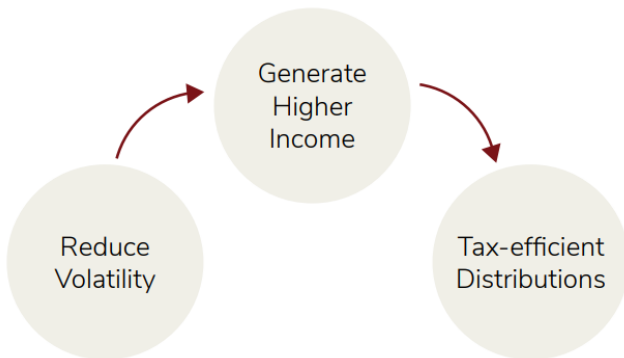 Generate
Higher
Income
Reduce
Volatility
Tax-efficient
Distributions